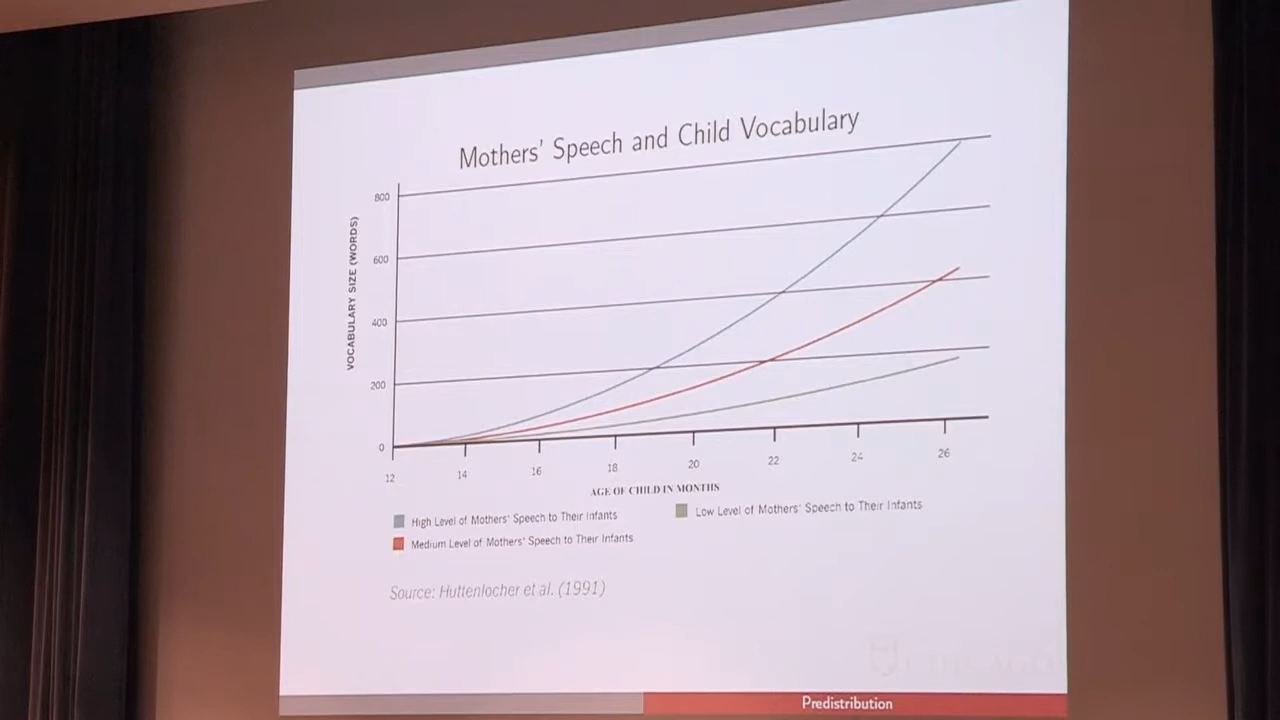 Mothers' Speech and Child Vocabulary
VOCABULARY SIZE (WORDS)
800
600
400
200
0
12 14 16 18 20 22 24 26
AGE OF CHILD IN MONTHS
High Level of Mothers' Speech to Their Infants
Low Level of Mothers' Speech to Their Infants
Medium Level of Mothers' Speech to Their Infants
Source: Huttenlocher et al. (1991)
CHICAGO
Predistribution